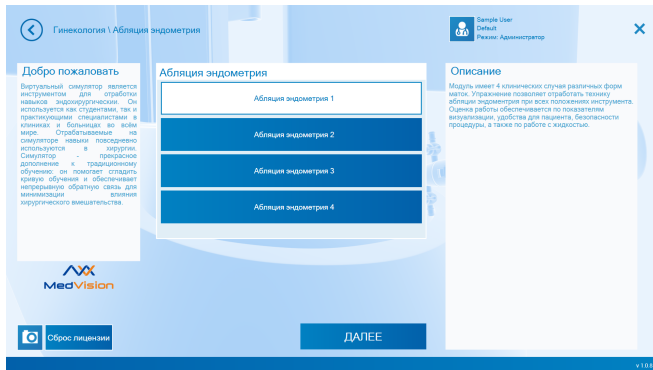 Гинекология \ Абляция эндометрия
Sample User
Default
Режим: Администратор
Добро пожаловать
Виртуальный симулятор является
инструментом для отработки
навыков эндохирургически. Он
используется как студентами, так и
практикующими специалистами в
клиниках и больницах во всём
мире. Отрабатываемые на
симуляторе навыки повседневно
используются в хирургии.
Симулятор - прекрасное
дополнение к традиционному
обучению: он помогает сгладить
кривую обучения и обеспечивает
непрерывную обратную связь для
минимизации влияния
хирургического вмешательства.
Абляция эндометрия
Абляция эндометрия 1
Абляция эндометрия 2
Абляция эндометрия 3
Абляция эндометрия 4
Описание
Модуль имеет 4 клинических случая различных форм
маток. Упражнение позволяет отработать технику
абляции эндоментрия при всех положениях инструмента.
Оценка работы обеспечивается по показателям
визуализации, удобства для пациента, безопасности
процедуры, а также по работе с жидкостью.
MedVision
Сброс лицензии
ДАЛЕЕ
v 1.0.8